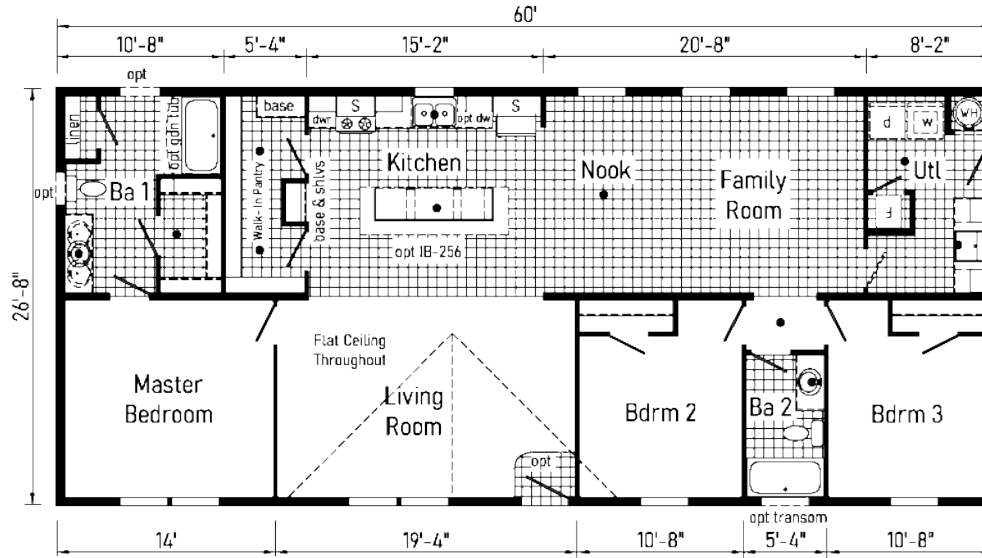 60'
10'-8"
5'-4"
15'-2"
20'-8"
8'-2"
opt
linen
opt gdn tub
base
dwr
S
opt dw
S
d
w
WH
opt
Ba 1
Walk-In Pantry
base & shlvs
Kitchen
Nook
Family
Room
Utl
F
opt IB-256
26'-8"
Flat Ceiling
Throughout
Master
Bedroom
Living
Room
Bdrm 2
Ba 2
Bdrm 3
opt
opt transom
14'
19'-4"
10'-8"
5'-4"
10'-8"